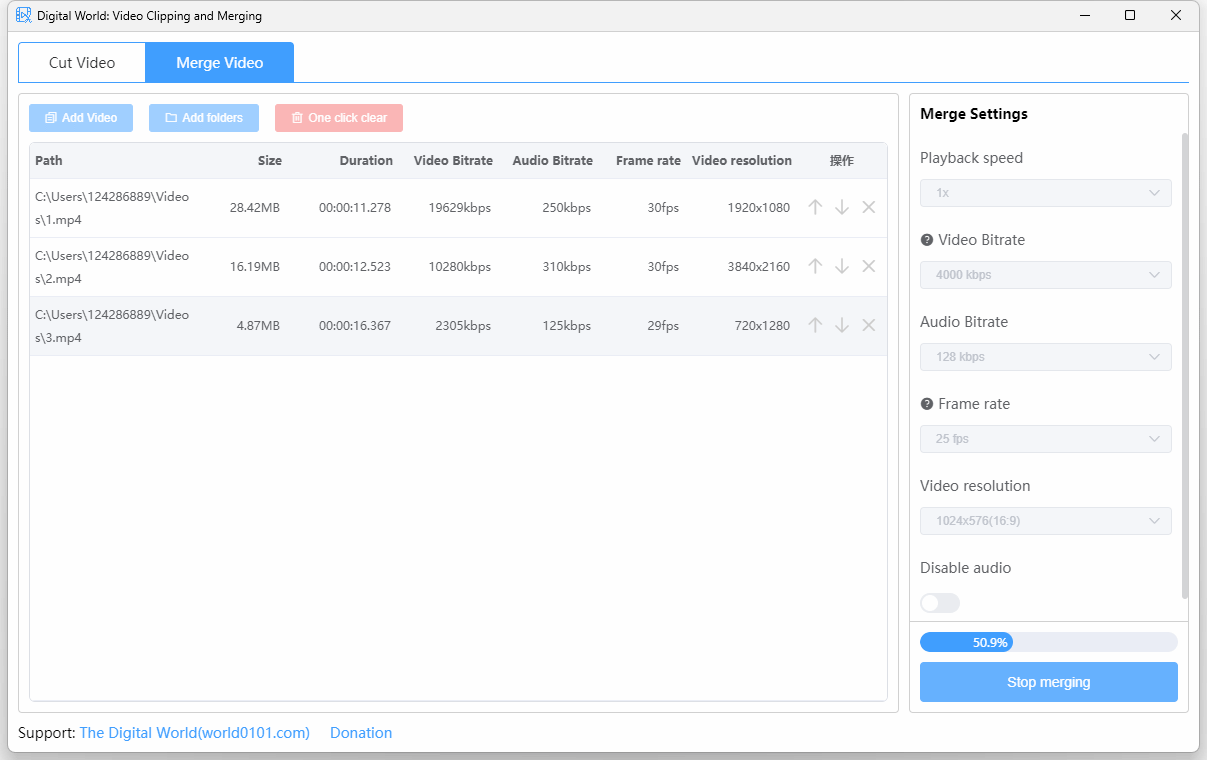 Digital World: Video Clipping and Merging
Cut Video
Merge Video
Add Video
Add folders
One click clear
Path Size Duration Video Bitrate Audio Bitrate Frame rate Video resolution 操作
C:\Users\124286889\Video
s\1.mp4
28.42MB 00:00:11.278 19629kbps 250kbps 30fps 1920x1080
C:\Users\124286889\Video
s\2.mp4
16.19MB 00:00:12.523 10280kbps 310kbps 30fps 3840x2160
C:\Users\124286889\Video
s\3.mp4
4.87MB 00:00:16.367 2305kbps 125kbps 29fps 720x1280
Merge Settings
Playback speed
1x
Video Bitrate
4000 kbps
Audio Bitrate
128 kbps
Frame rate
25 fps
Video resolution
1024x576(16:9)
Disable audio
50.9%
Stop merging
Support: The Digital World(world0101.com) Donation